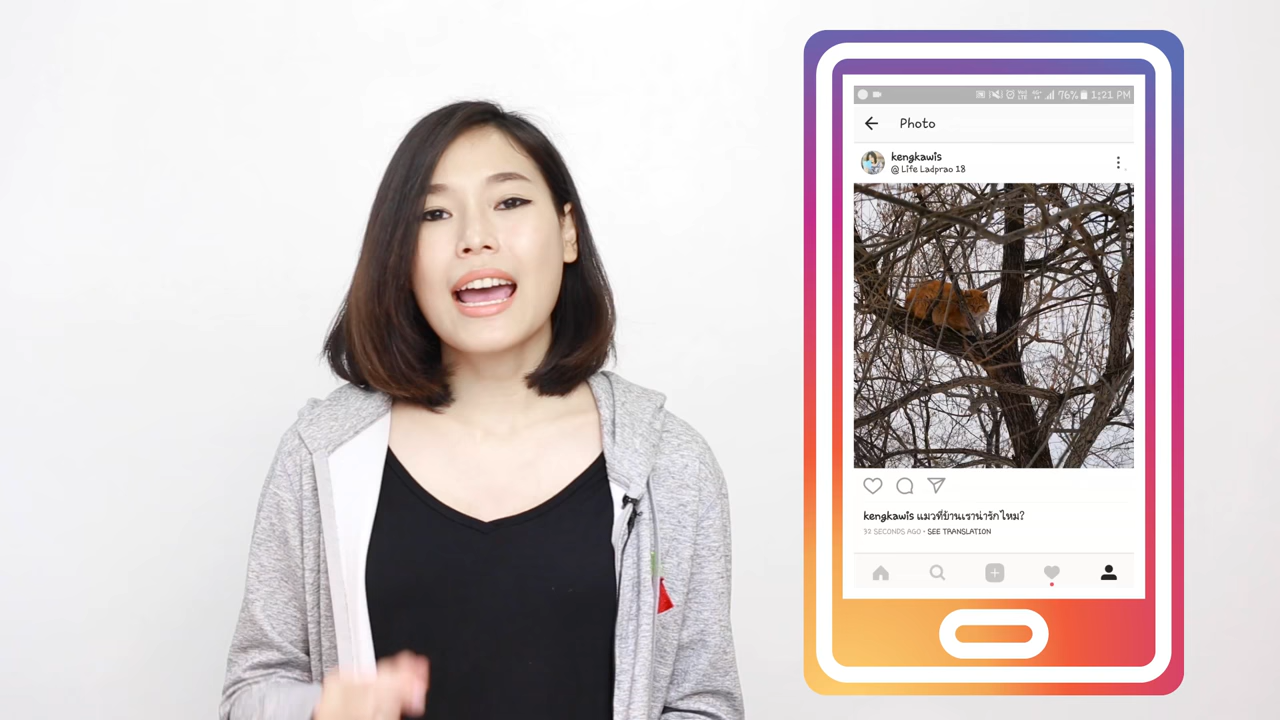 76% 1:21 PM
Photo
kengkawis
@ Life Ladprao 18
kengkawis แมวที่บ้านเราน่ารักไหม?
32 SECONDS AGO • SEE TRANSLATION